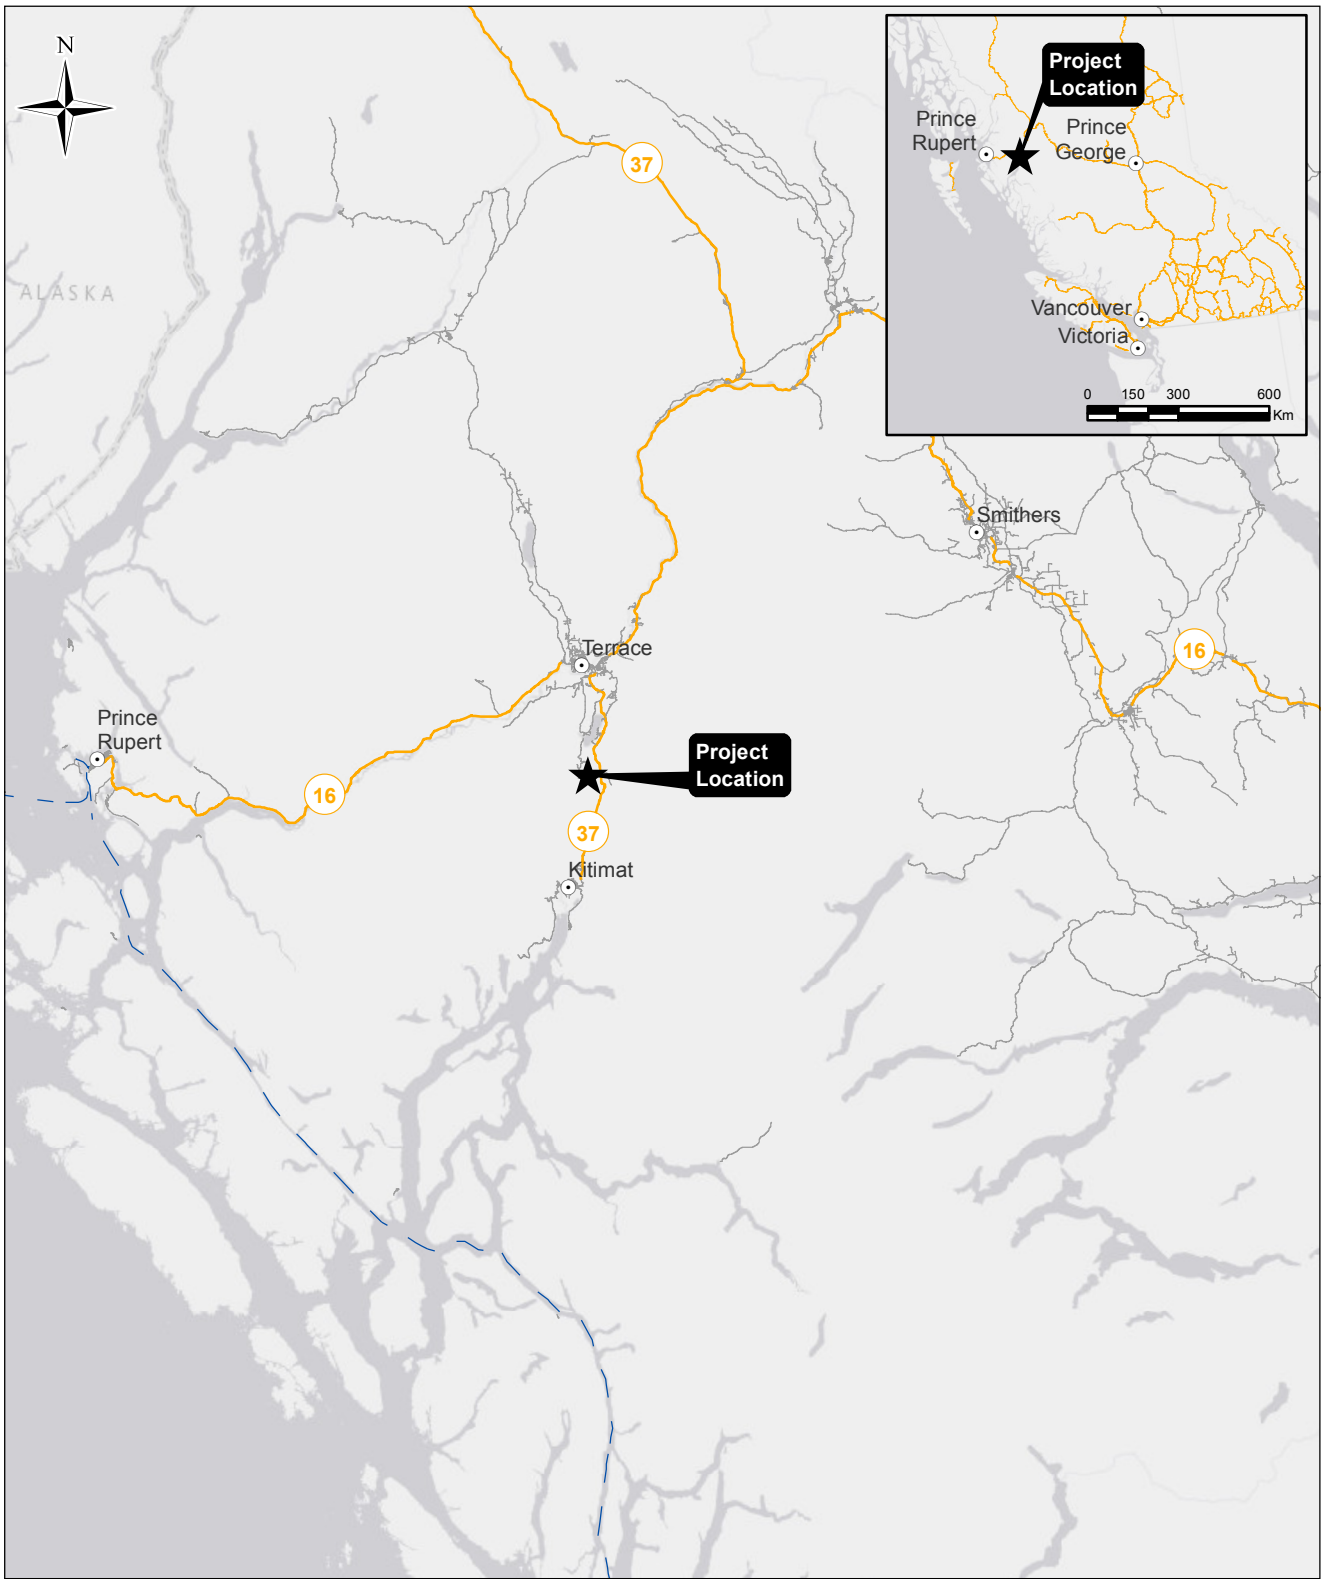 N
37
ALASKA
Project
Location
Prince
Rupert
Prince
George
Vancouver
Victoria
0 150 300 600
Km
Smithers
Terrace
16
Prince
Rupert
Project
Location
16
37
Kitimat